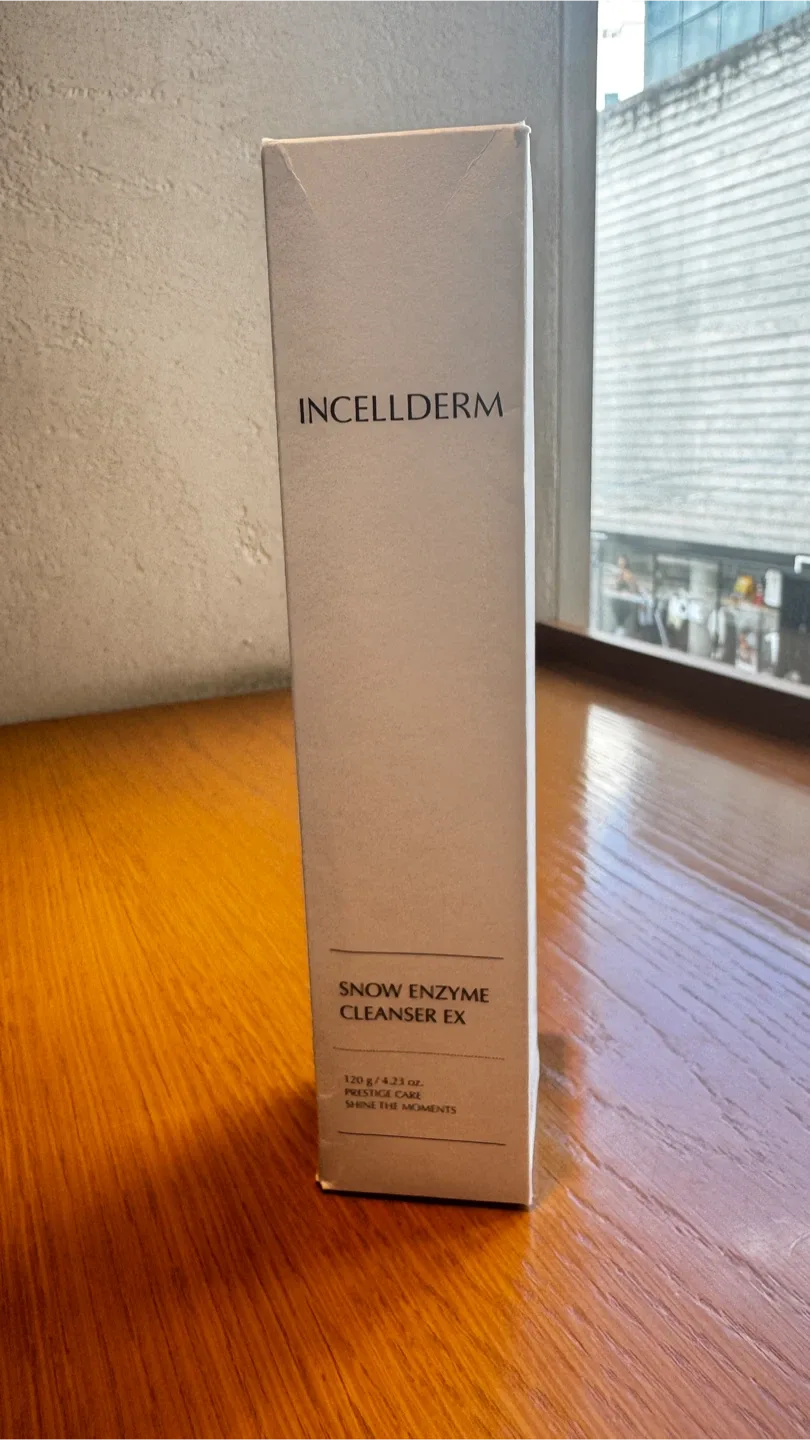 INCELLDERM
SNOW ENZYME
CLEANSER EX
120 g / 4.23 oz.
PRESTIGE CARE
SHINE THE MOMENTS